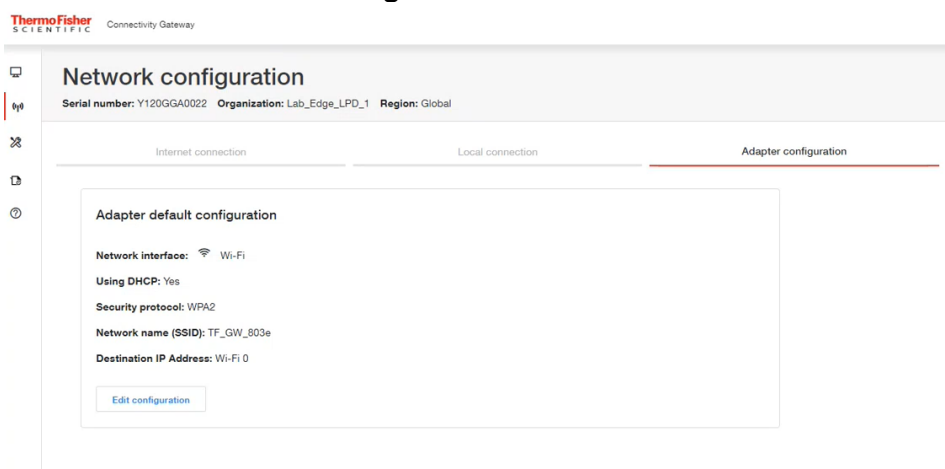 ThermoFisher
SCIENTIFIC
Connectivity Gateway
Network configuration
Serial number: Y120GGA0022 Organization: Lab_Edge_LPD_1 Region: Global
Internet connection
Local connection
Adapter configuration
Adapter default configuration
Network interface: Wi-Fi
Using DHCP: Yes
Security protocol: WPA2
Network name (SSID): TF_GW_803e
Destination IP Address: Wi-Fi 0
Edit configuration